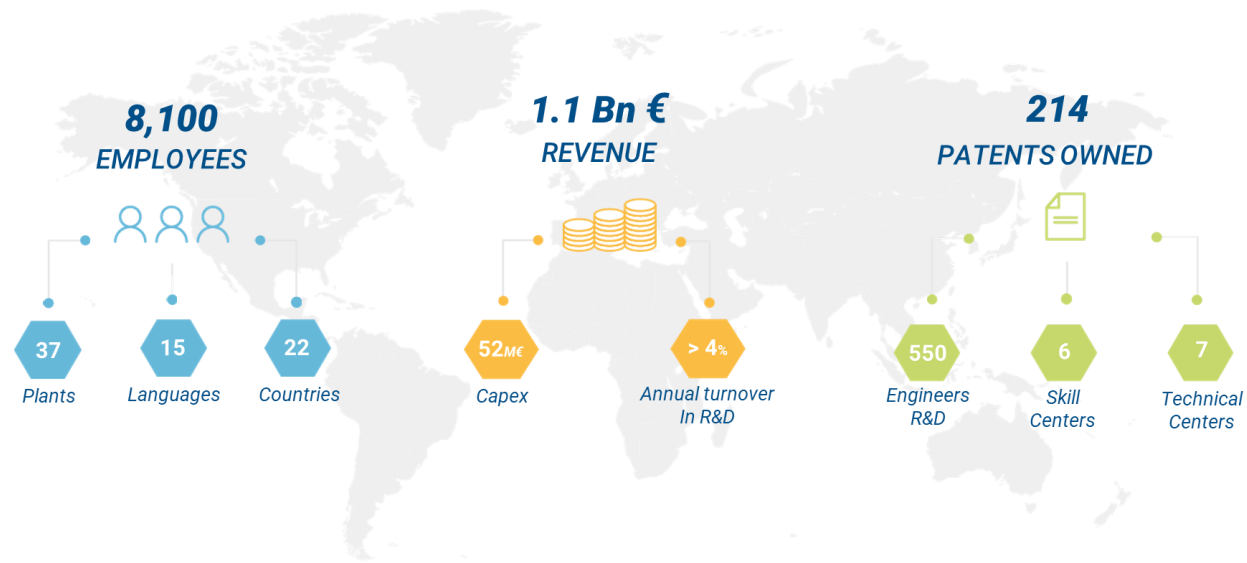 8,100
EMPLOYEES
37
Plants
15
Languages
22
Countries
1.1 Bn €
REVENUE
52M€
Capex
> 4%
Annual turnover
In R&D
214
PATENTS OWNED
550
Engineers
R&D
6
Skill
Centers
7
Technical
Centers